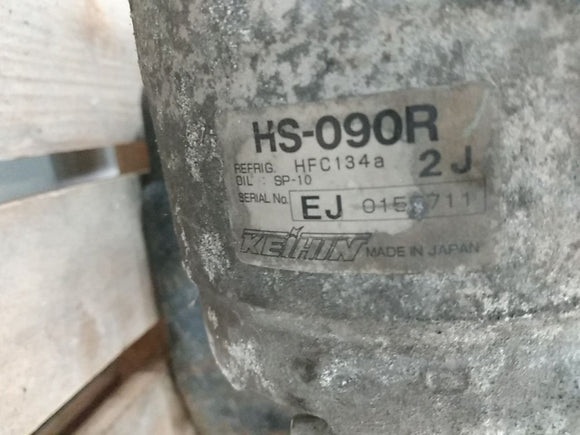 HS-090R
REFRIG. HFC134a 2J
OIL : SP-10
SERIAL No. EJ
KEIHIN MADE IN JAPAN